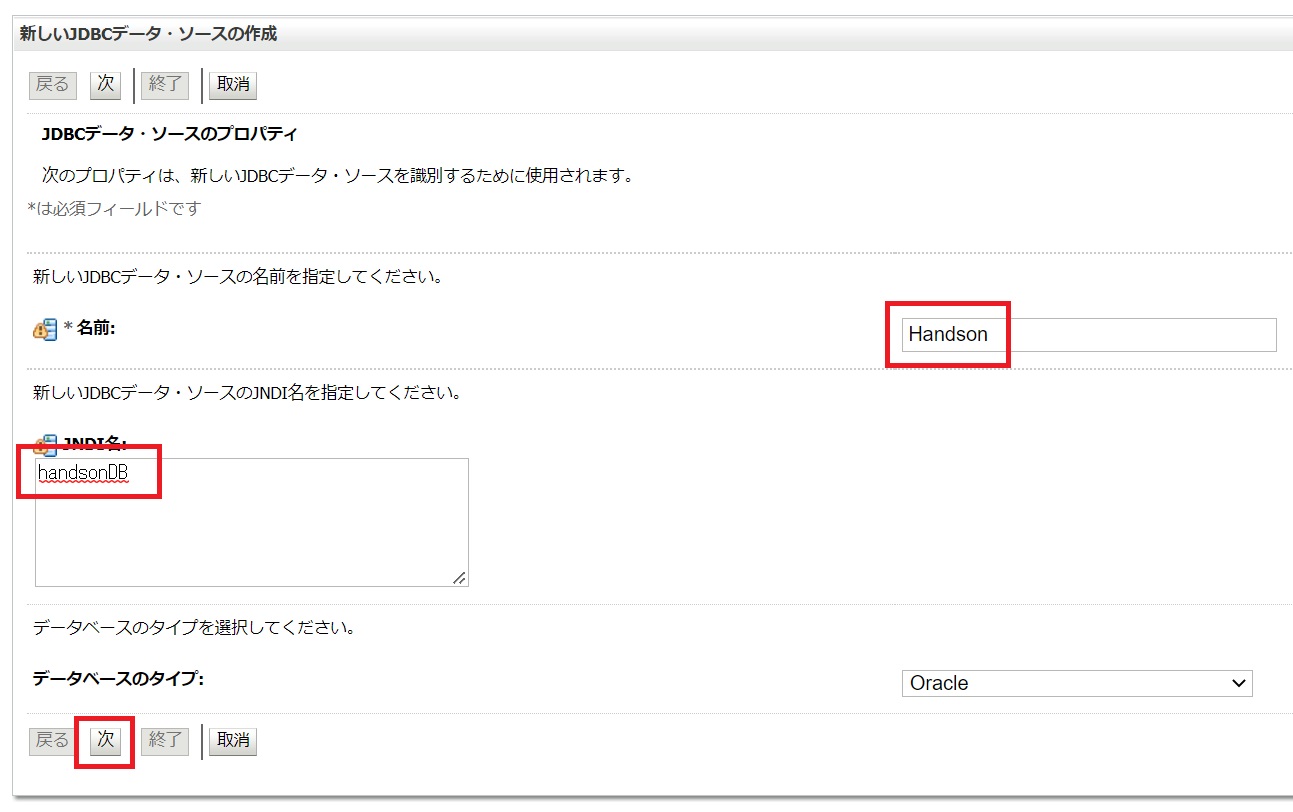 新しいJDBCデータ・ソースの作成
戻る 次 終了 取消
JDBCデータ・ソースのプロパティ
次のプロパティは、新しいJDBCデータ・ソースを識別するために使用されます。
*は必須フィールドです
新しいJDBCデータ・ソースの名前を指定してください。
* 名前: Handson
新しいJDBCデータ・ソースのJNDI名を指定してください。
JNDI名:
handsonDB
データベースのタイプを選択してください。
データベースのタイプ: Oracle
戻る 次 終了 取消